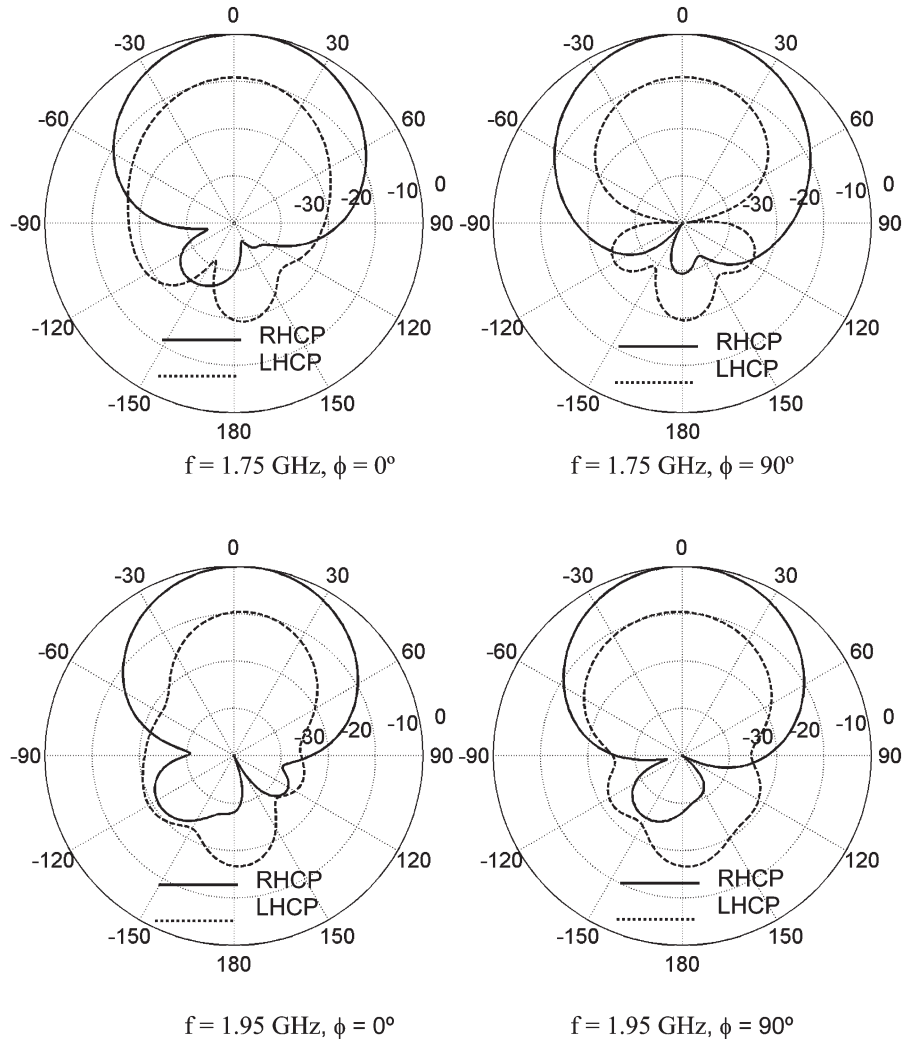 0 0
-30 30 -30 30
-60 60 -60 60
-30 -20 -10 0 -30 -20 -10 0
-90 90 -90 90
-120 120 -120 120
RHCP RHCP
LHCP LHCP
-150 150 -150 150
180 180
f = 1.75 GHz, ϕ = 0º f = 1.75 GHz, ϕ = 90º
0 0
-30 30 -30 30
-60 60 -60 60
-30 -20 -10 0 -30 -20 -10 0
-90 90 -90 90
-120 120 -120 120
RHCP RHCP
LHCP LHCP
-150 150 -150 150
180 180
f = 1.95 GHz, ϕ = 0º f = 1.95 GHz, ϕ = 90º